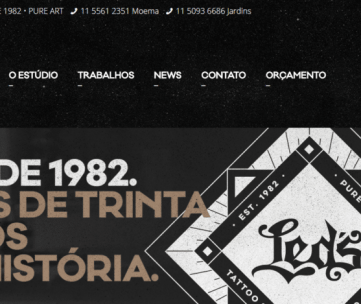 1982 • PURE ART 11 5561 2351 Moema 11 5093 6686 Jardins
O ESTÚDIO TRABALHOS NEWS CONTATO ORÇAMENTO
DE 1982.
S DE TRINTA
OS
HISTÓRIA.
EST. 1982 • PURE
Led's
TATTOO